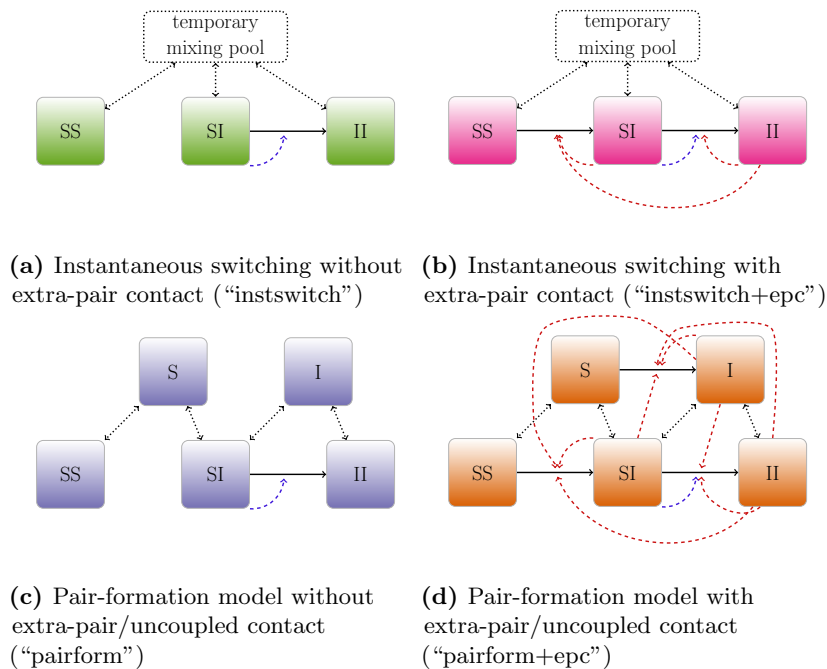 temporary
mixing pool
SS
SI
II
temporary
mixing pool
SS
SI
II
(a) Instantaneous switching without
extra-pair contact (“instswitch”)
(b) Instantaneous switching with
extra-pair contact (“instswitch+epc”)
S
I
SS
SI
II
S
I
SS
SI
II
(c) Pair-formation model without
extra-pair/uncoupled contact
(“pairform”)
(d) Pair-formation model with
extra-pair/uncoupled contact
(“pairform+epc”)